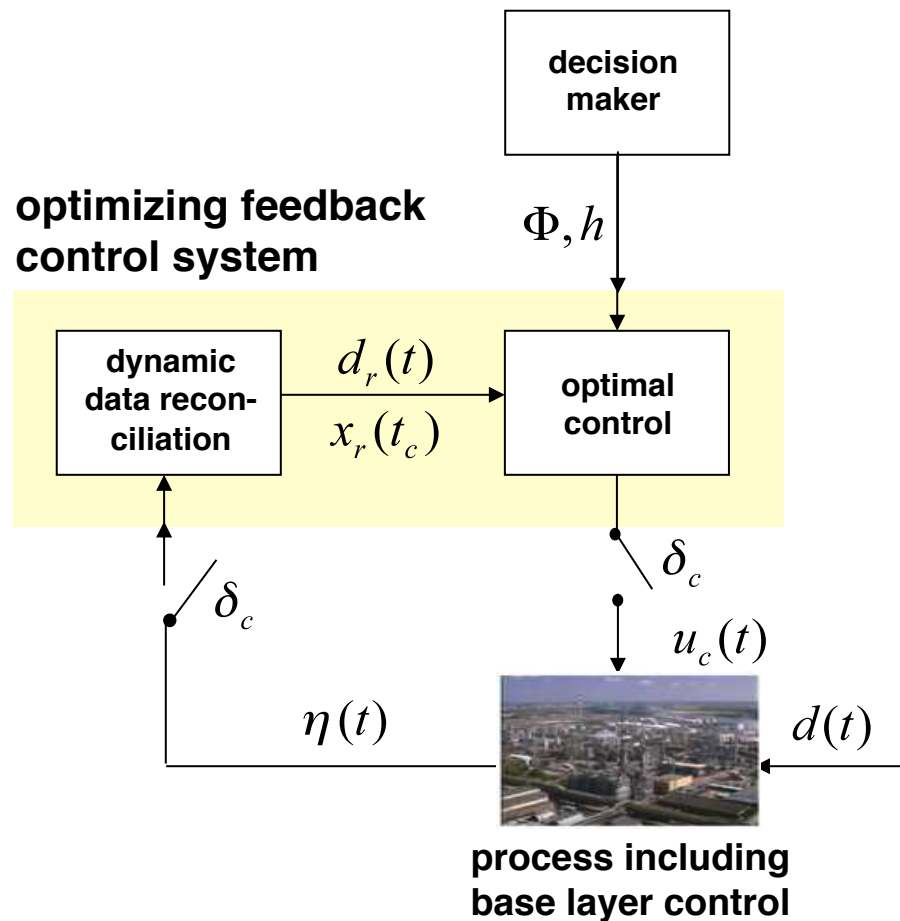 decision
maker
optimizing feedback
control system
Φ, h
dynamic
data recon-
ciliation
d_r(t)
x_r(t_c)
optimal
control
δ_c
δ_c
u_c(t)
η(t)
d(t)
process including
base layer control